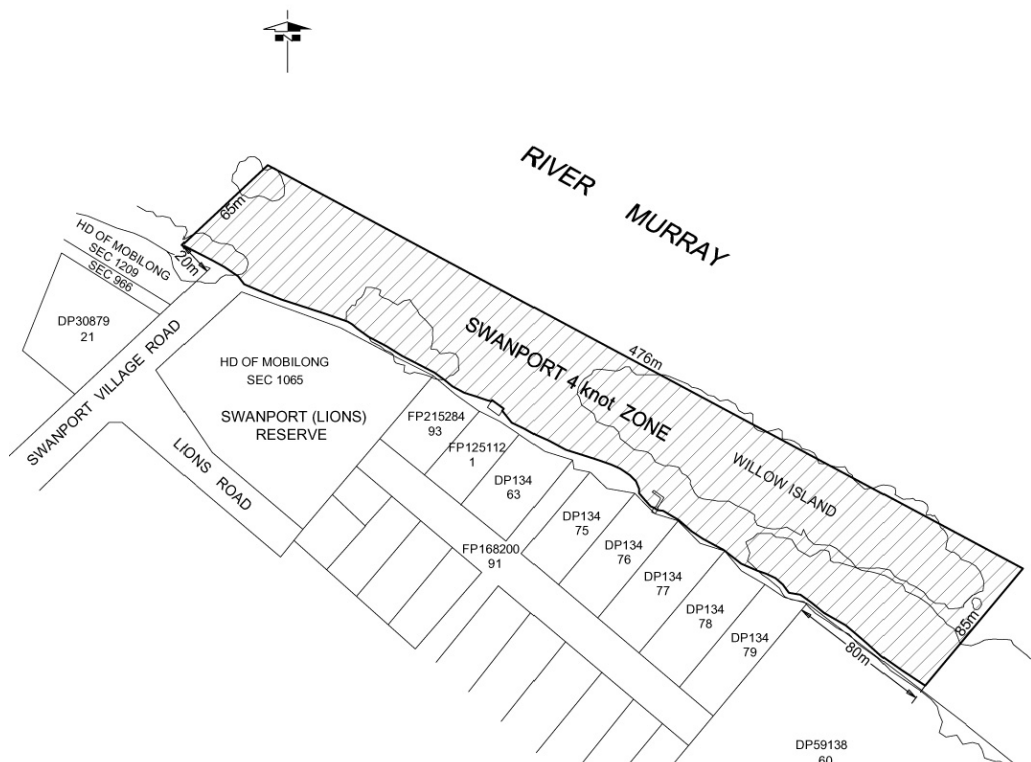 N
RIVER MURRAY
65m
20m
HD OF MOBILONG
SEC 1209
SEC 966
DP30879
21
SWANPORT VILLAGE ROAD
HD OF MOBILONG
SEC 1065
SWANPORT (LIONS)
RESERVE
LIONS ROAD
SWANPORT 4 knot ZONE
476m
WILLOW ISLAND
FP215284
93
FP125112
1
DP134
63
DP134
75
DP134
76
DP134
77
DP134
78
DP134
79
FP168200
91
85m
80m
DP59138
60